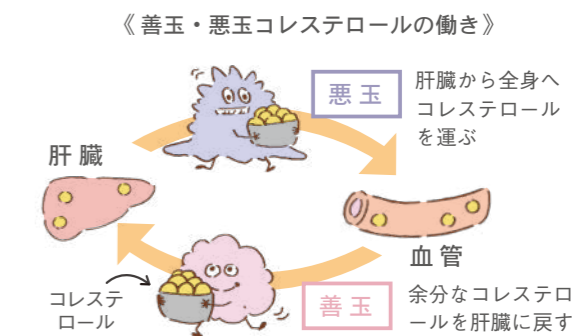 《 善玉・悪玉コレステロールの働き》
悪玉
肝臓から全身へ
コレステロール
を運ぶ
肝臓
血管
コレステ
ロール
善玉
余分なコレステロ
ールを肝臓に戻す